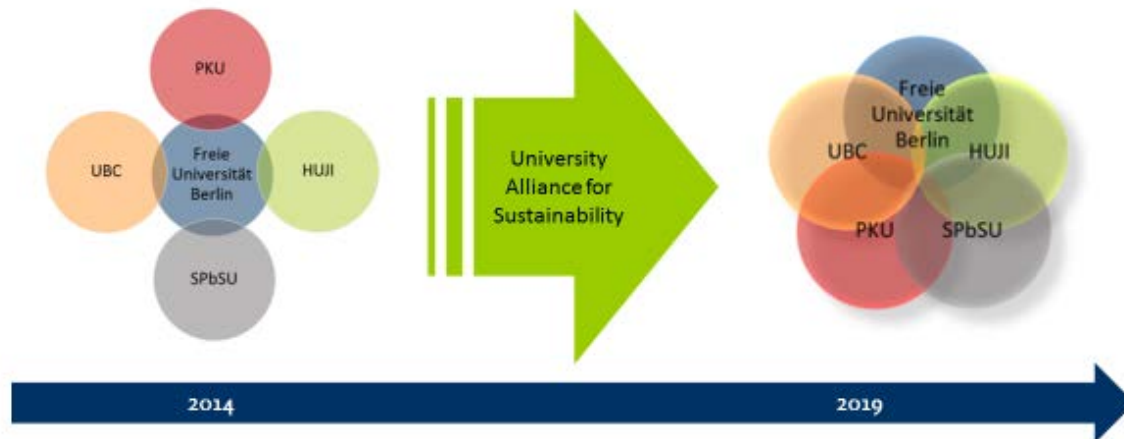 PKU
UBC
Freie
Universität
Berlin
HUJI
SPbSU
University
Alliance for
Sustainability
Freie
Universität
Berlin
UBC
HUJI
PKU
SPbSU
2014
2019